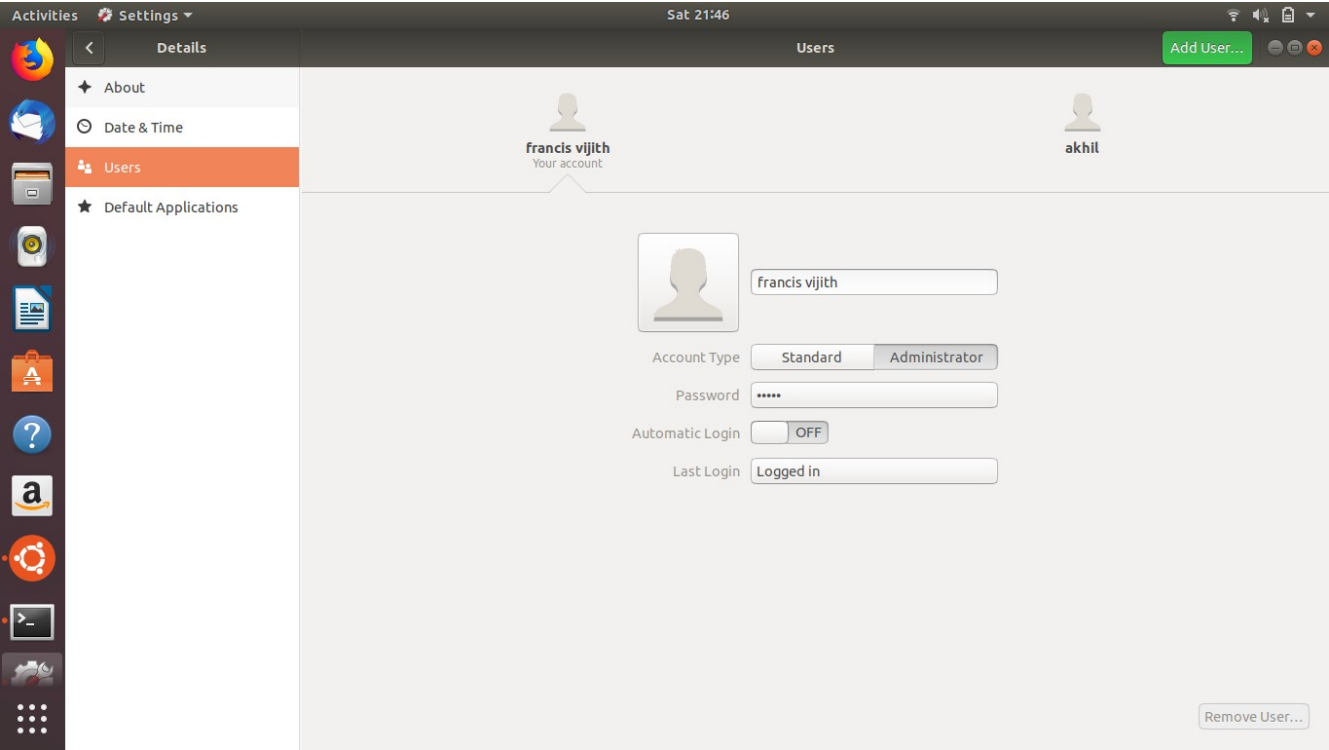 Activities Settings Sat 21:46
Details Users Add User...
About
Date & Time
Users
Default Applications
francis vijith
Your account
akhil
francis vijith
Account Type Standard Administrator
Password •••••
Automatic Login OFF
Last Login Logged in
Remove User...